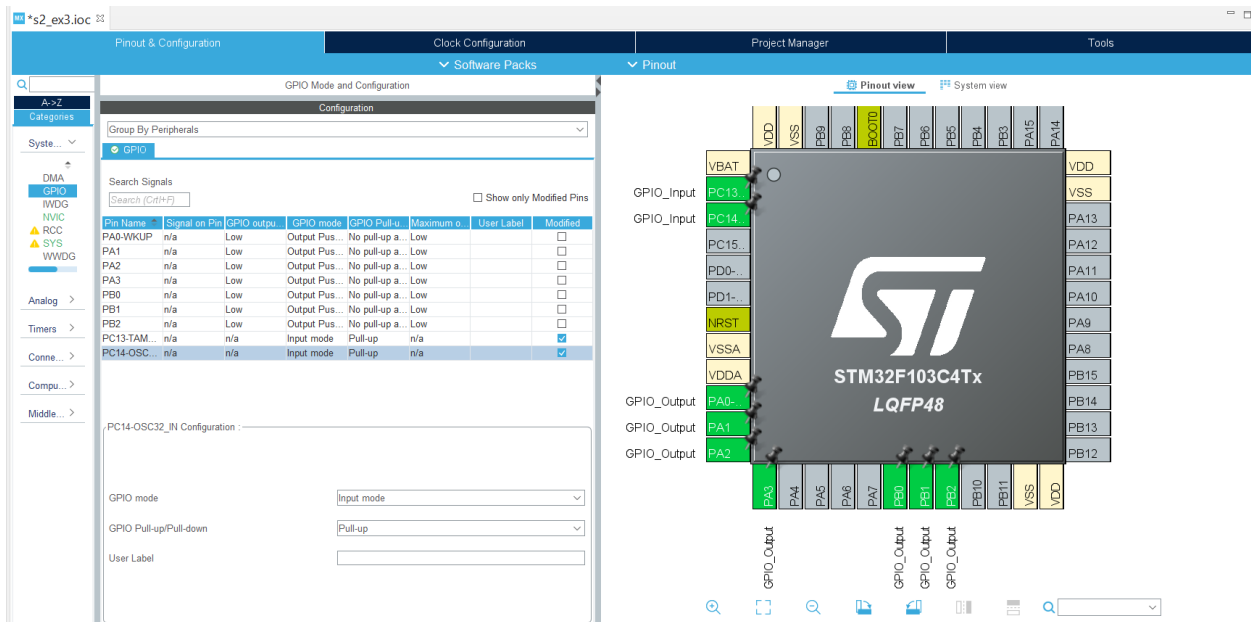 *s2_ex3.ioc
Pinout & Configuration
Clock Configuration
Project Manager
Tools
Software Packs
Pinout
A->Z
Categories
Syste...
DMA
GPIO
IWDG
NVIC
RCC
SYS
WWDG
Analog
Timers
Conne...
Compu...
Middle...
GPIO Mode and Configuration
Configuration
Group By Peripherals
GPIO
Search Signals
Search (Crtl+F)
Show only Modified Pins
Pin Name Signal on Pin GPIO outpu... GPIO mode GPIO Pull-u... Maximum o... User Label Modified
PA0-WKUP n/a Low Output Pus... No pull-up a... Low
PA1 n/a Low Output Pus... No pull-up a... Low
PA2 n/a Low Output Pus... No pull-up a... Low
PA3 n/a Low Output Pus... No pull-up a... Low
PB0 n/a Low Output Pus... No pull-up a... Low
PB1 n/a Low Output Pus... No pull-up a... Low
PB2 n/a Low Output Pus... No pull-up a... Low
PC13-TAM... n/a n/a Input mode Pull-up n/a
PC14-OSC... n/a n/a Input mode Pull-up n/a
PC14-OSC32_IN Configuration :
GPIO mode Input mode
GPIO Pull-up/Pull-down Pull-up
User Label
Pinout view
System view
VDD
VSS
PB9
PB8
BOOT0
PB7
PB6
PB5
PB4
PB3
PA15
PA14
VBAT
GPIO_Input PC13..
GPIO_Input PC14..
PC15..
PD0-..
PD1-..
NRST
VSSA
VDDA
GPIO_Output PA0-..
GPIO_Output PA1
GPIO_Output PA2
ST
STM32F103C4Tx
LQFP48
VDD
VSS
PA13
PA12
PA11
PA10
PA9
PA8
PB15
PB14
PB13
PB12
PA3
PA4
PA5
PA6
PA7
PB0
PB1
PB2
PB10
PB11
VSS
VDD
GPIO_Output
GPIO_Output
GPIO_Output
GPIO_Output